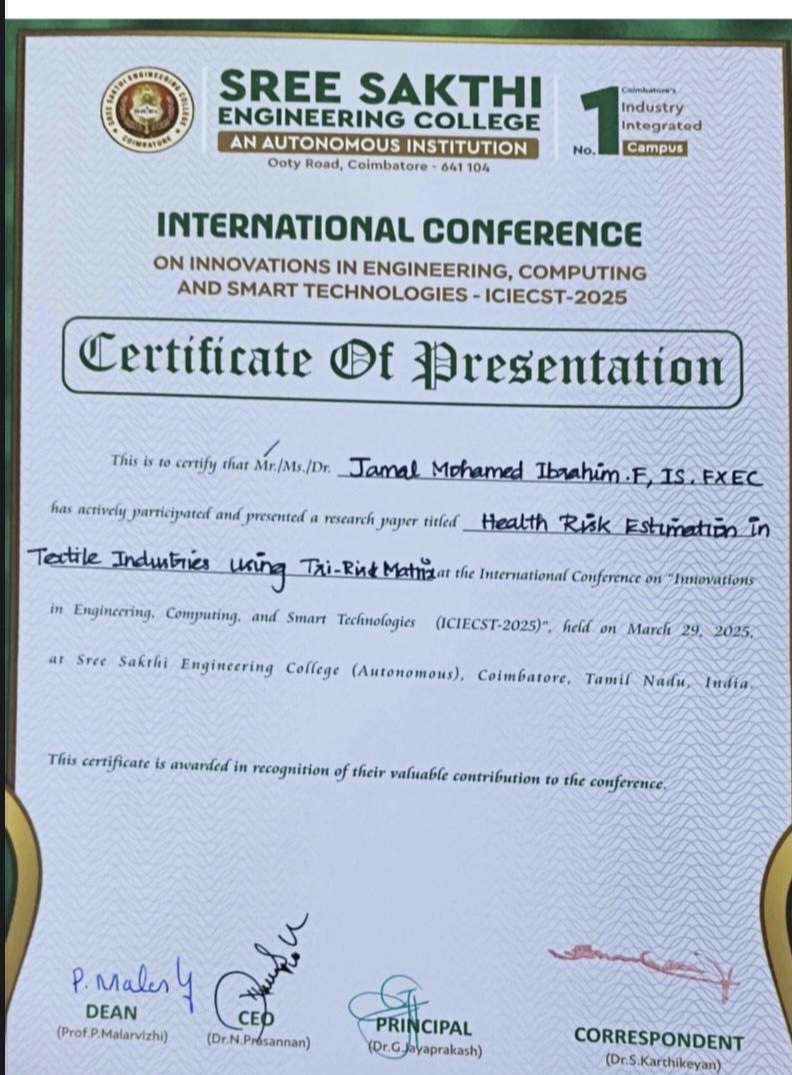 SREE SAKTHI ENGINEERING COLLEGE
COIMBATORE
SREE SAKTHI
ENGINEERING COLLEGE
AN AUTONOMOUS INSTITUTION
Ooty Road, Coimbatore - 641 104
Coimbatore's
No.1 Industry
Integrated
Campus
INTERNATIONAL CONFERENCE
ON INNOVATIONS IN ENGINEERING, COMPUTING
AND SMART TECHNOLOGIES - ICIECST-2025
Certificate Of Presentation
This is to certify that Mr./Ms./Dr. Jamal Mohamed Ibrahim.F, IS, FXEC
has actively participated and presented a research paper titled Health Risk Estimation in
Textile Industries using Tri-Risk Matrix at the International Conference on "Innovations
in Engineering, Computing, and Smart Technologies (ICIECST-2025)", held on March 29, 2025,
at Sree Sakthi Engineering College (Autonomous), Coimbatore, Tamil Nadu, India.
This certificate is awarded in recognition of their valuable contribution to the conference.
P. Malar
DEAN
(Prof.P.Malarvizhi)
CEO
(Dr.N.Prasannan)
PRINCIPAL
(Dr.G.Jayaprakash)
CORRESPONDENT
(Dr.S.Karthikeyan)